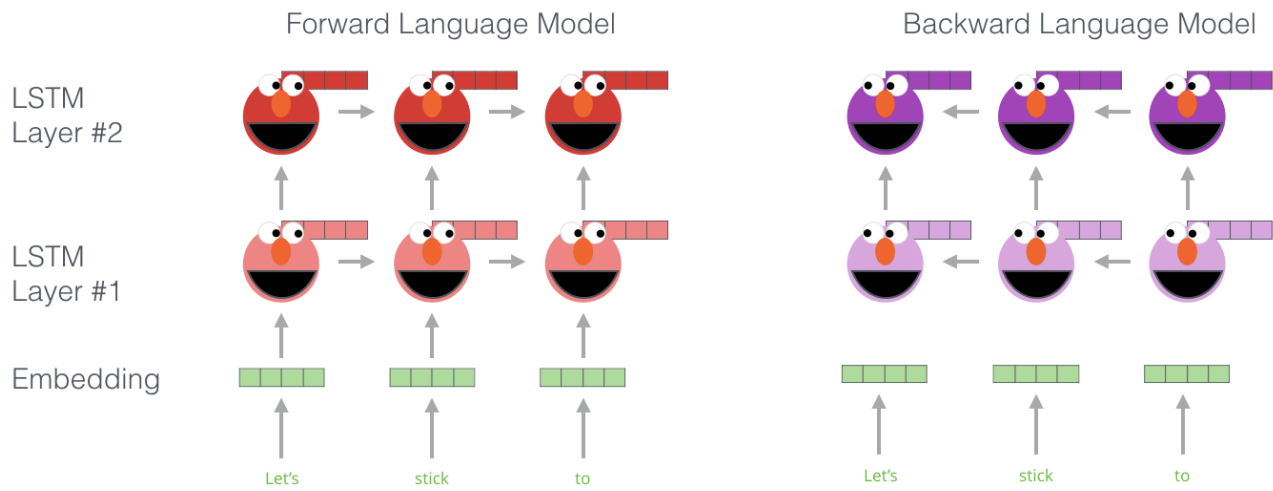 Forward Language Model
Backward Language Model
LSTM
Layer #2
LSTM
Layer #1
Embedding
Let's
stick
to
Let's
stick
to